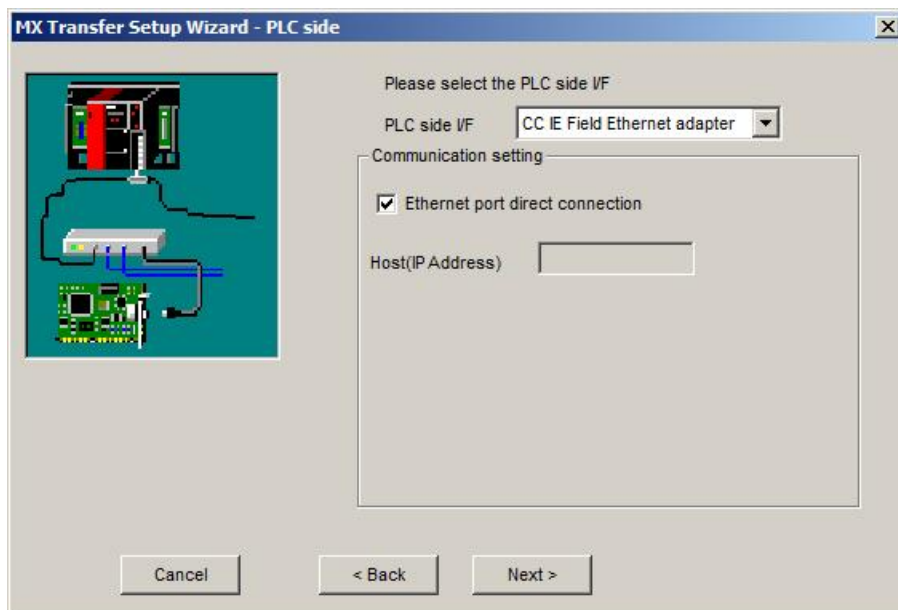 MX Transfer Setup Wizard - PLC side
Please select the PLC side I/F
PLC side I/F CC IE Field Ethernet adapter
Communication setting
Ethernet port direct connection
Host(IP Address)
Cancel < Back Next >